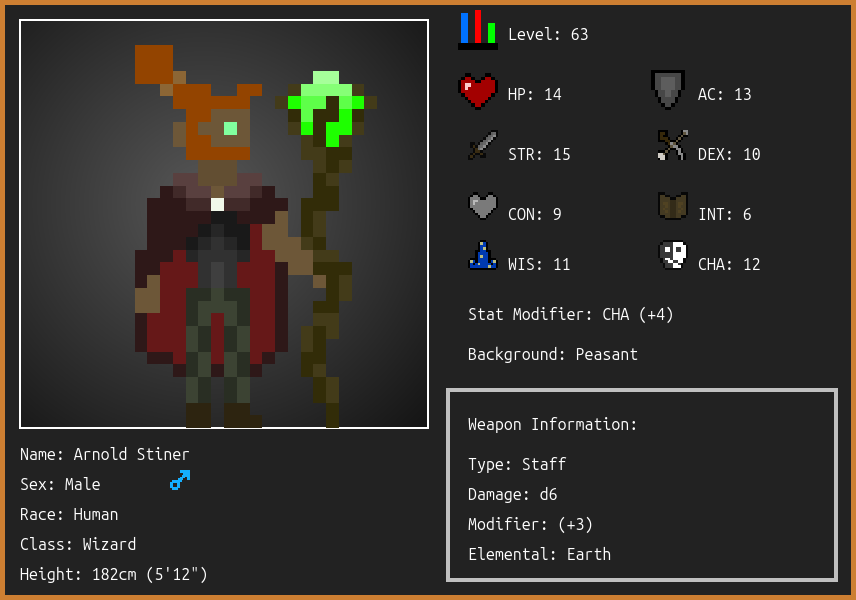 Level: 63
HP: 14
AC: 13
STR: 15
DEX: 10
CON: 9
INT: 6
WIS: 11
CHA: 12
Stat Modifier: CHA (+4)
Background: Peasant
Weapon Information:
Type: Staff
Damage: d6
Modifier: (+3)
Elemental: Earth
Name: Arnold Stiner
Sex: Male
Race: Human
Class: Wizard
Height: 182cm (5'12")